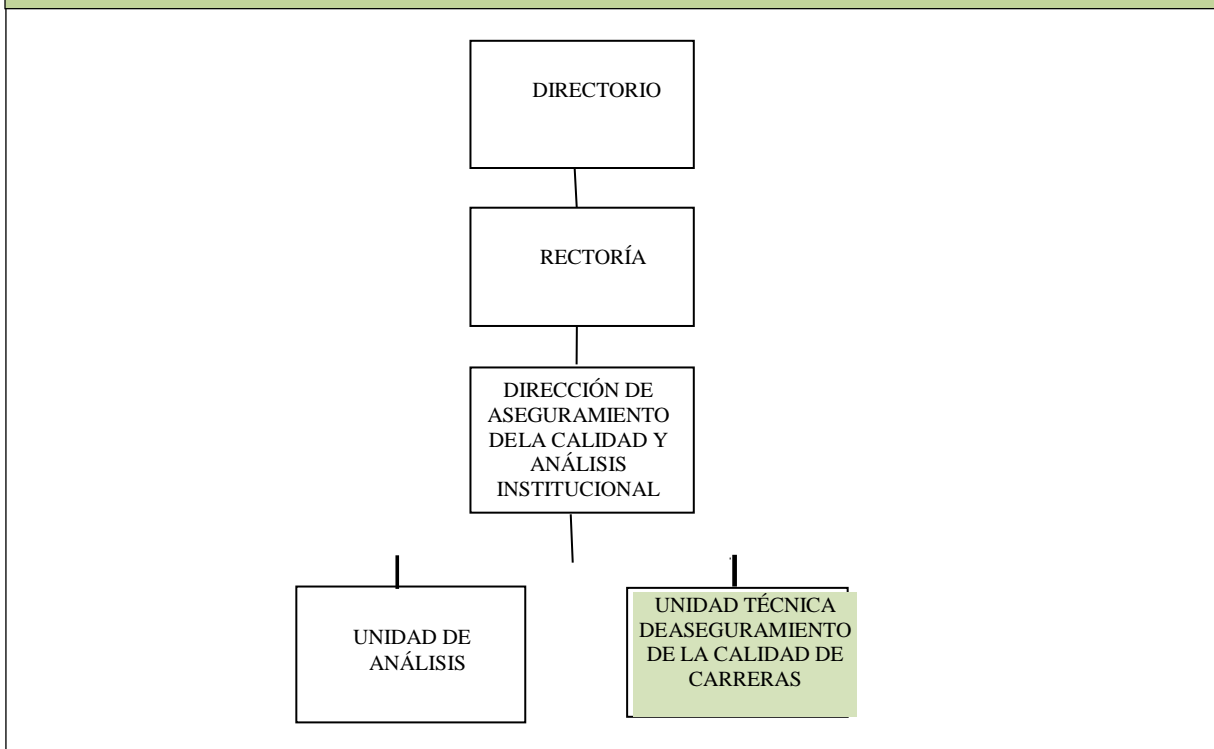 DIRECTORIO
RECTORÍA
DIRECCIÓN DE
ASEGURAMIENTO
DELA CALIDAD Y
ANÁLISIS
INSTITUCIONAL
UNIDAD DE
ANÁLISIS
UNIDAD TÉCNICA
DEASEGURAMIENTO
DE LA CALIDAD DE
CARRERAS